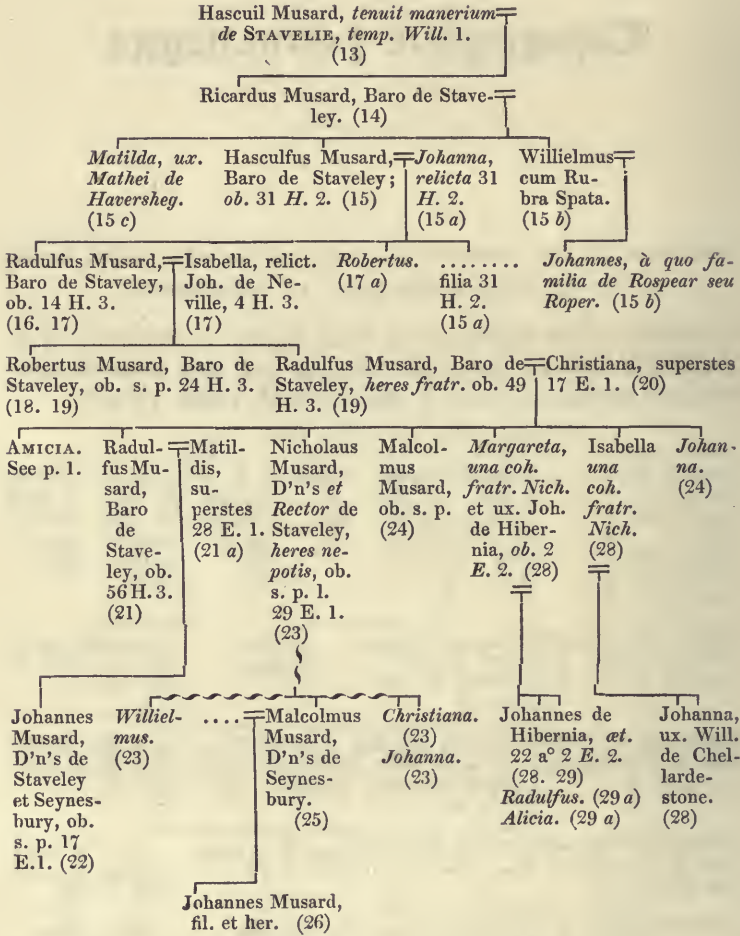 Hascuil Musard, tenuit manerium
de STAVELIE, temp. Will. 1.
(13)
Ricardus Musard, Baro de Stave-
ley. (14)
Matilda, ux.
Mathei de
Haversheg.
(15 c)
Hasculfus Musard,
Baro de Staveley;
ob. 31 H. 2. (15)
Johanna,
relicta 31
H. 2.
(15 a)
Willielmus
cum Ru-
bra Spata.
(15 b)
Radulfus Musard,
Baro de Staveley,
ob. 14 H. 3.
(16. 17)
Isabella, relict.
Joh. de Ne-
ville, 4 H. 3.
(17)
Robertus.
(17 a)
........
filia 31
H. 2.
(15 a)
Johannes, à quo fa-
milia de Rospear seu
Roper. (15 b)
Robertus Musard, Baro de
Staveley, ob. s. p. 24 H. 3.
(18. 19)
Radulfus Musard, Baro de
Staveley, heres fratr. ob. 49
H. 3. (19)
Christiana, superstes
17 E. 1. (20)
AMICIA.
See p. 1.
Radul-
fus Mu-
sard,
Baro
de
Stave-
ley, ob.
56 H. 3.
(21)
Matil-
dis,
su-
perstes
28 E. 1.
(21 a)
Nicholaus
Musard,
D'n's et
Rector de
Staveley,
heres ne-
potis, ob.
s. p. l.
29 E. 1.
(23)
Malcol-
mus
Musard,
ob. s. p.
(24)
Margareta,
una coh.
fratr. Nich.
et ux. Joh.
de Hiber-
nia, ob. 2
E. 2. (28)
Isabella
una
coh.
fratr.
Nich.
(28)
Johan-
na.
(24)
Johannes
Musard,
D'n's de
Staveley
et Seynes-
bury, ob.
s. p. 17
E.1. (22)
Williel-
mus.
(23)
....
Malcolmus
Musard,
D'n's de
Seynes-
bury.
(25)
Christiana.
(23)
Johanna.
(23)
Johannes de
Hibernia, æt.
22 a° 2 E. 2.
(28. 29)
Radulfus. (29 a)
Alicia. (29 a)
Johanna,
ux. Will.
de Chel-
larde-
stone.
(28)
Johannes Musard,
fil. et her. (26)